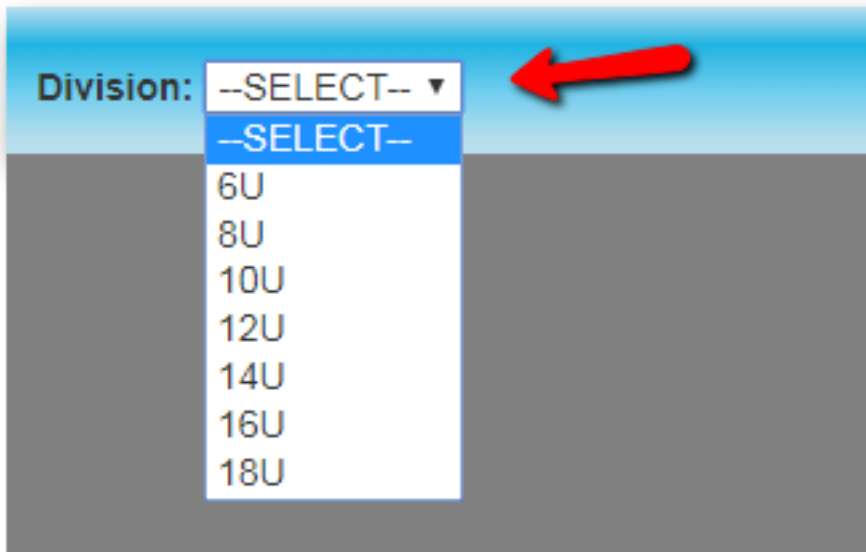 Division: --SELECT-- ▼
--SELECT--
6U
8U
10U
12U
14U
16U
18U